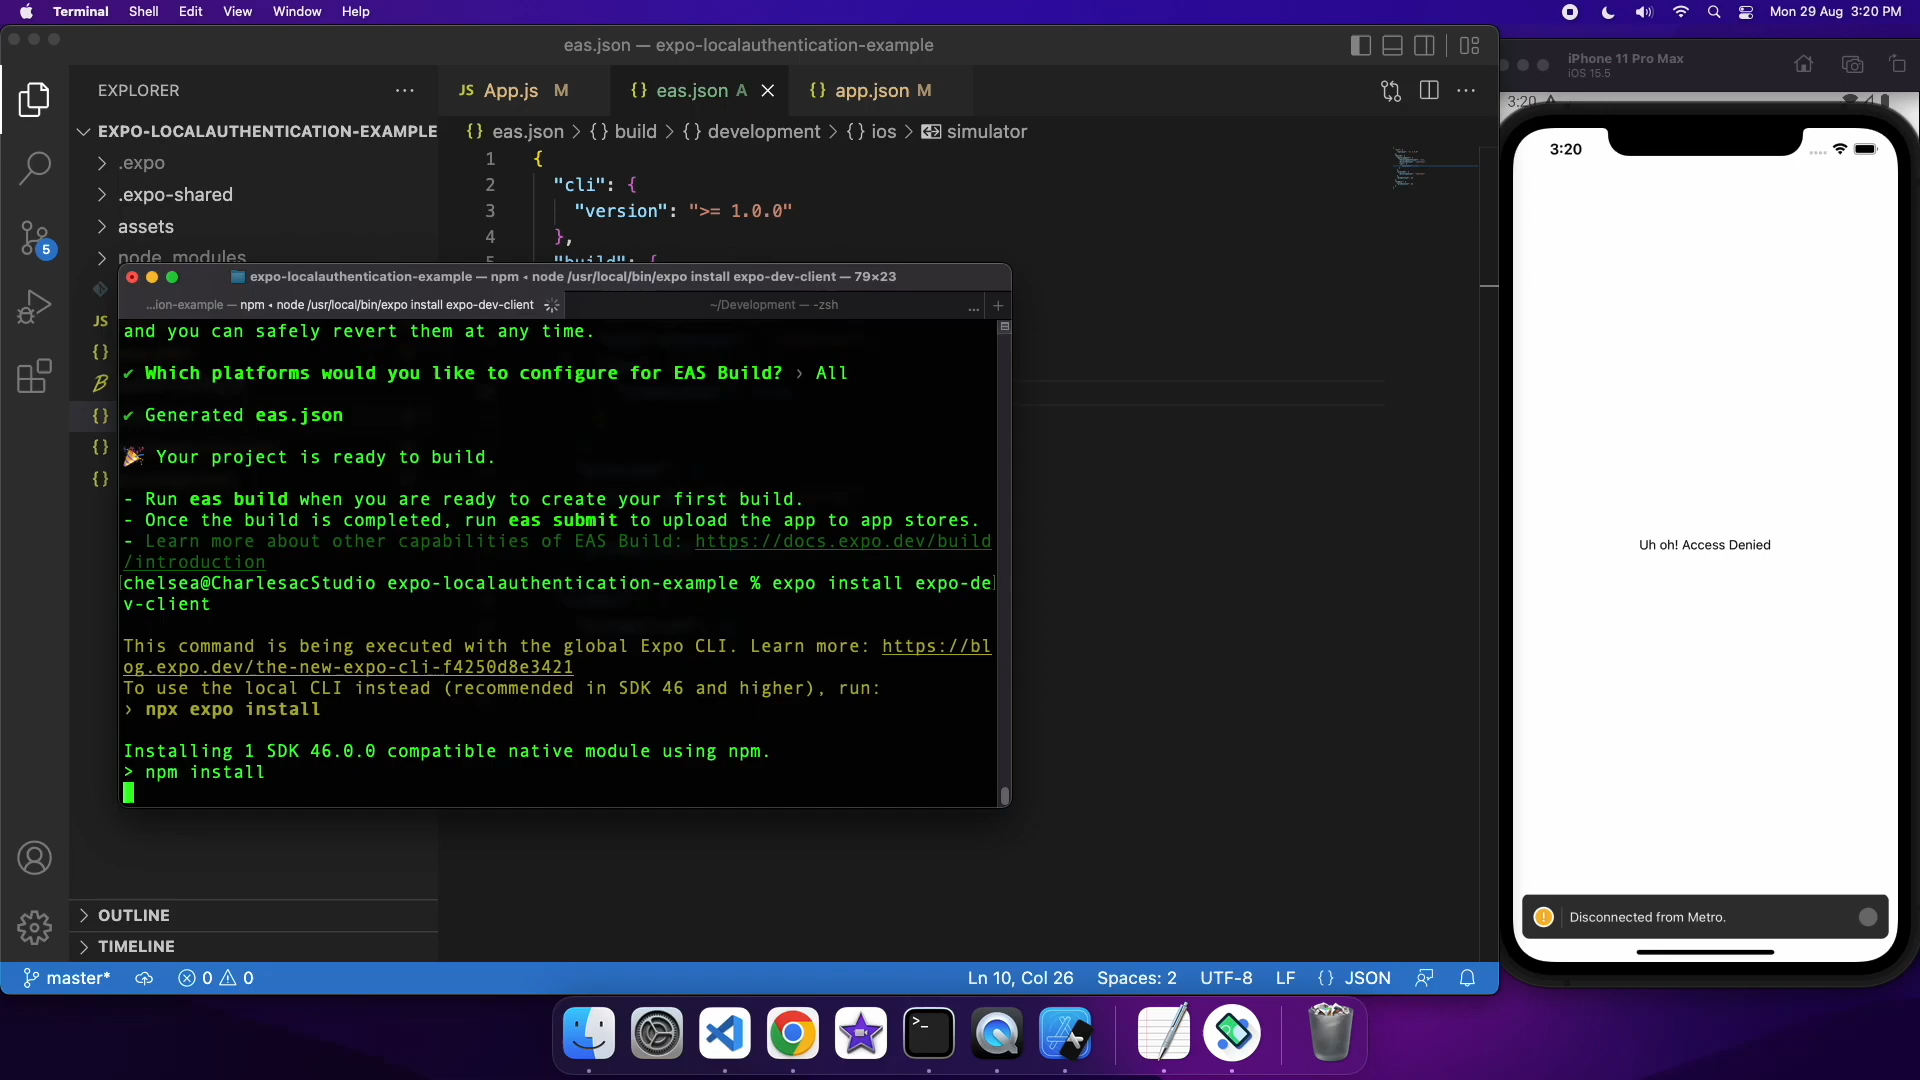 Terminal Shell Edit View Window Help
Mon 29 Aug 3:20 PM
eas.json — expo-localauthentication-example
EXPLORER
JS App.js M
{} eas.json A
{} app.json M
EXPO-LOCALAUTHENTICATION-EXAMPLE
{} eas.json > {} build > {} development > {} ios > simulator
.expo
.expo-shared
assets
node_modules
1 {
2 "cli": {
3 "version": ">= 1.0.0"
4 },
5 "build": {
5
JS
{}
{}
{}
{}
expo-localauthentication-example — npm ◂ node /usr/local/bin/expo install expo-dev-client — 79×23
...ion-example — npm ◂ node /usr/local/bin/expo install expo-dev-client
~/Development — -zsh
... +
and you can safely revert them at any time.
✔ Which platforms would you like to configure for EAS Build? › All
✔ Generated eas.json
🎉 Your project is ready to build.
- Run eas build when you are ready to create your first build.
- Once the build is completed, run eas submit to upload the app to app stores.
- Learn more about other capabilities of EAS Build: https://docs.expo.dev/build
/introduction
[chelsea@CharlesacStudio expo-localauthentication-example % expo install expo-de]
v-client
This command is being executed with the global Expo CLI. Learn more: https://bl
og.expo.dev/the-new-expo-cli-f4250d8e3421
To use the local CLI instead (recommended in SDK 46 and higher), run:
› npx expo install
Installing 1 SDK 46.0.0 compatible native module using npm.
> npm install
OUTLINE
TIMELINE
master* 0 0
Ln 10, Col 26 Spaces: 2 UTF-8 LF {} JSON
iPhone 11 Pro Max
iOS 15.5
3:20
3:20
Uh oh! Access Denied
Disconnected from Metro.